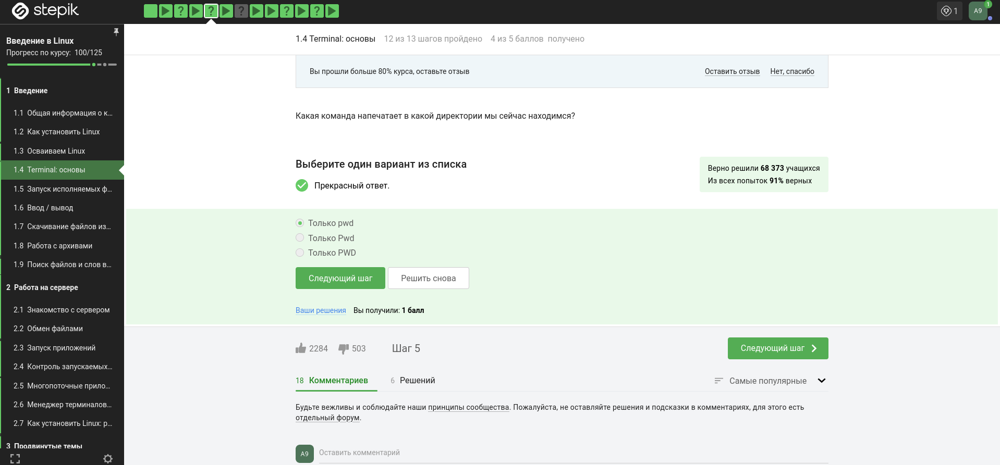 stepik
?
?
?
?
?
1
A9
1
Введение в Linux
Прогресс по курсу: 100/125
1 Введение
1.1 Общая информация о к...
1.2 Как установить Linux
1.3 Осваиваем Linux
1.4 Terminal: основы
1.5 Запуск исполняемых ф...
1.6 Ввод / вывод
1.7 Скачивание файлов из...
1.8 Работа с архивами
1.9 Поиск файлов и слов в...
2 Работа на сервере
2.1 Знакомство с сервером
2.2 Обмен файлами
2.3 Запуск приложений
2.4 Контроль запускаемых...
2.5 Многопоточные прило...
2.6 Менеджер терминалов...
2.7 Как установить Linux: р...
3 Продвинутые темы
1.4 Terminal: основы 12 из 13 шагов пройдено 4 из 5 баллов получено
Вы прошли больше 80% курса, оставьте отзыв Оставить отзыв Нет, спасибо
Какая команда напечатает в какой директории мы сейчас находимся?
Выберите один вариант из списка
Прекрасный ответ.
Верно решили 68 373 учащихся
Из всех попыток 91% верных
Только pwd
Только Pwd
Только PWD
Следующий шаг Решить снова
Ваши решения Вы получили: 1 балл
2284 503 Шаг 5 Следующий шаг
18 Комментариев 6 Решений Самые популярные
Будьте вежливы и соблюдайте наши принципы сообщества. Пожалуйста, не оставляйте решения и подсказки в комментариях, для этого есть
отдельный форум.
A9 Оставить комментарий